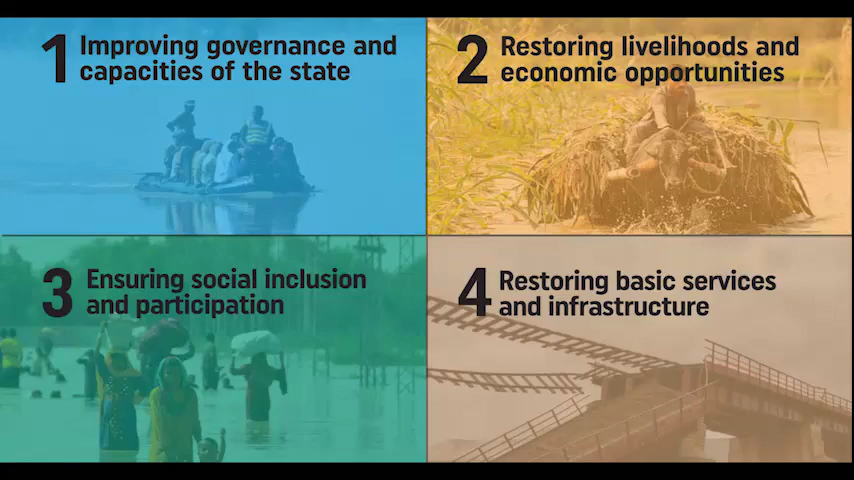 1 Improving governance and
capacities of the state
2 Restoring livelihoods and
economic opportunities
3 Ensuring social inclusion
and participation
4 Restoring basic services
and infrastructure